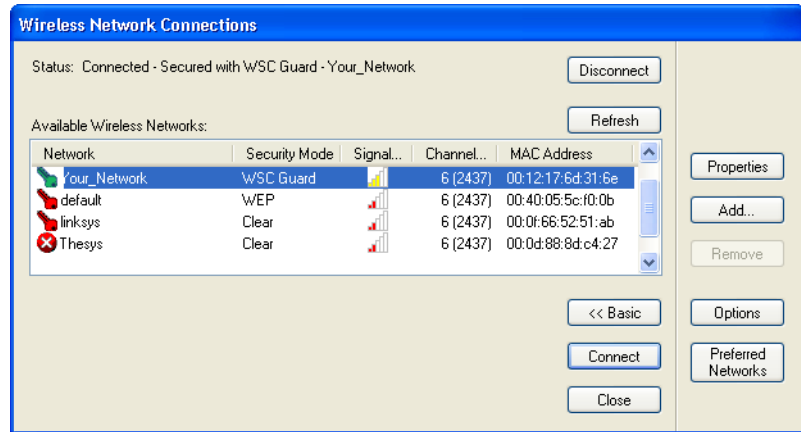 Wireless Network Connections
Status: Connected - Secured with WSC Guard - Your_Network
Disconnect
Refresh
Available Wireless Networks:
Network Security Mode Signal... Channel... MAC Address
Your_Network WSC Guard 6 (2437) 00:12:17:6d:31:6e
default WEP 6 (2437) 00:40:05:5c:f0:0b
linksys Clear 6 (2437) 00:0f:66:52:51:ab
Thesys Clear 6 (2437) 00:0d:88:8d:c4:27
<< Basic
Connect
Close
Properties
Add...
Remove
Options
Preferred
Networks